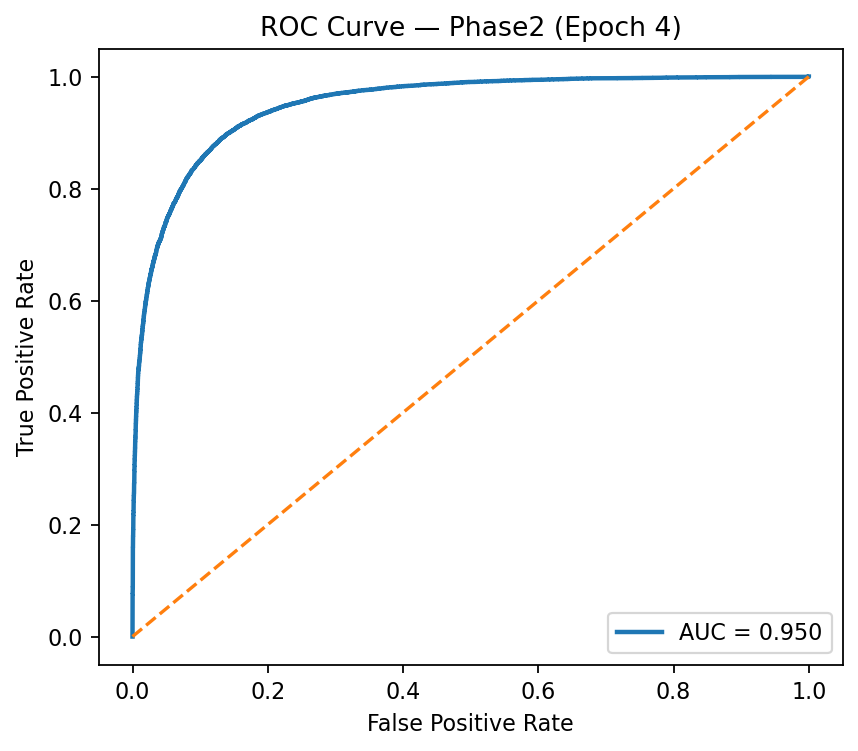 ROC Curve — Phase2 (Epoch 4)
True Positive Rate
1.0
0.8
0.6
0.4
0.2
0.0
AUC = 0.950
0.0 0.2 0.4 0.6 0.8 1.0
False Positive Rate